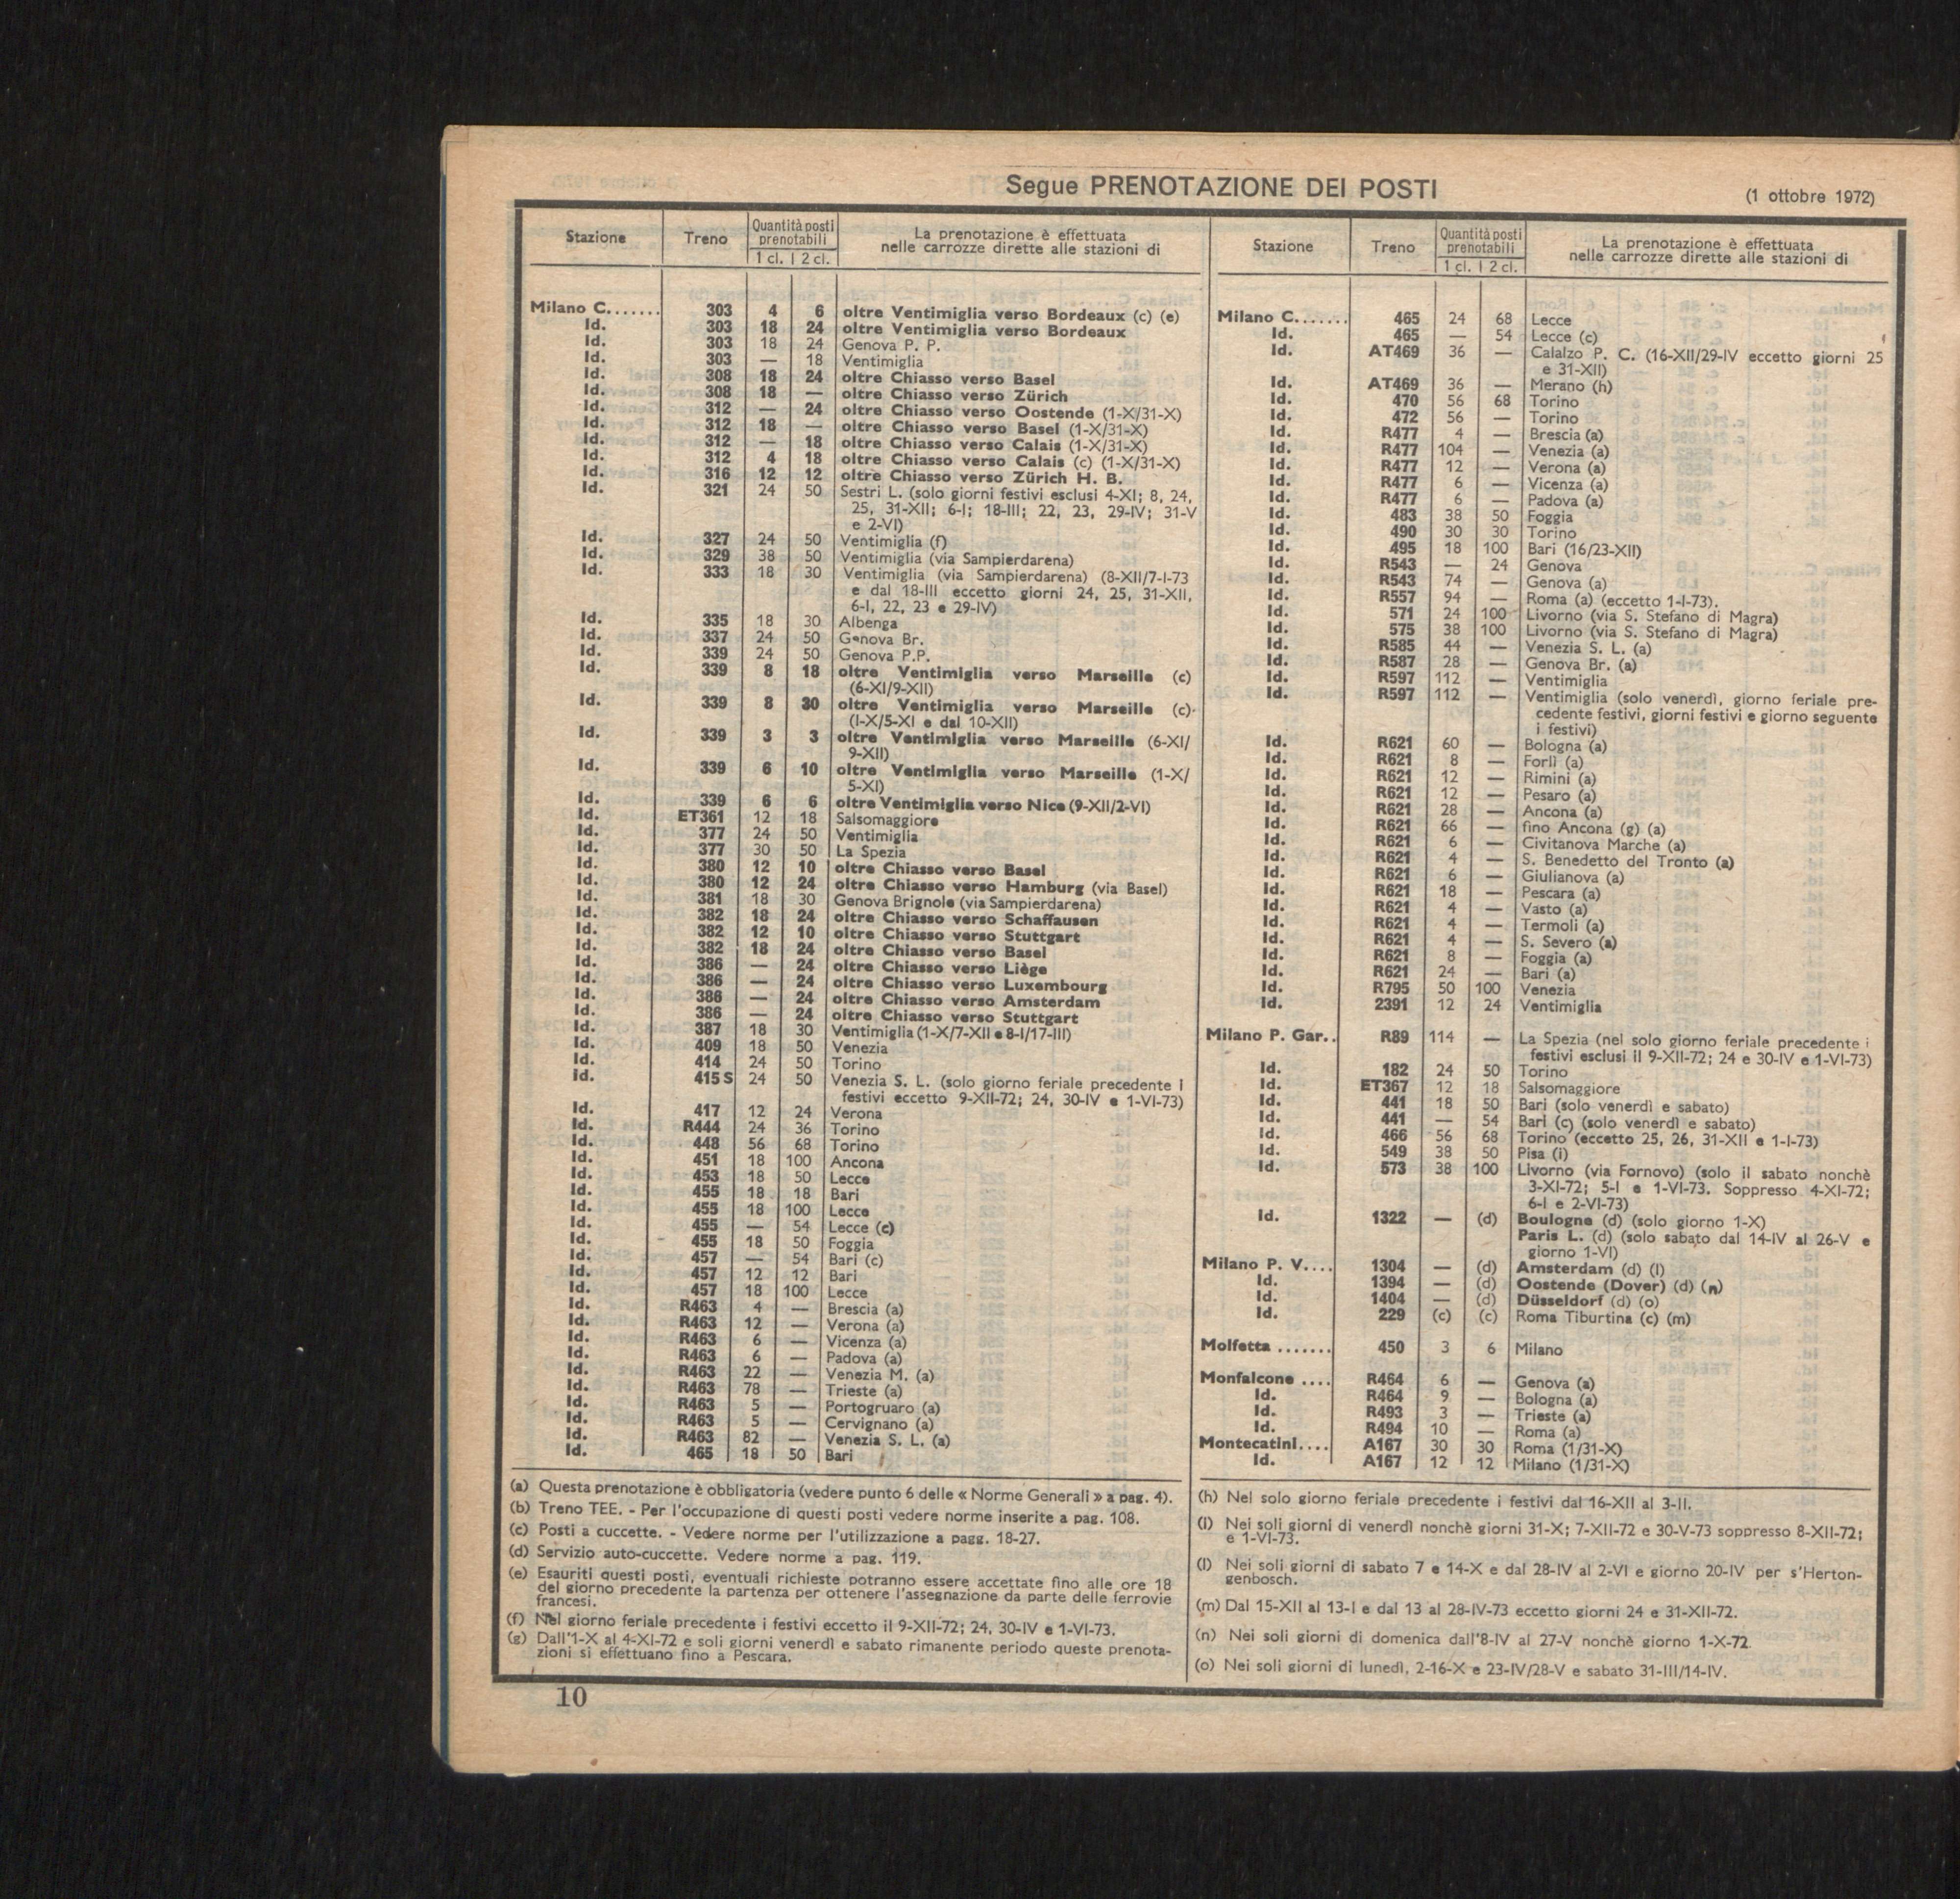 Segue PRENOTAZIONE DEI POSTI
(1 ottobre 1972)
Stazione Treno Quantità posti prenotabili 1 cl. 2 cl. La prenotazione è effettuata nelle carrozze dirette alle stazioni di
Milano C....... 303 4 6 oltre Ventimiglia verso Bordeaux (c) (e)
Id. 303 18 24 oltre Ventimiglia verso Bordeaux
Id. 303 18 24 Genova P. P.
Id. 303 — 18 Ventimiglia
Id. 308 18 24 oltre Chiasso verso Basel
Id. 308 18 — oltre Chiasso verso Zürich
Id. 312 — 24 oltre Chiasso verso Oostende (1-X/31-X)
Id. 312 18 — oltre Chiasso verso Basel (1-X/31-X)
Id. 312 — 18 oltre Chiasso verso Calais (1-X/31-X)
Id. 312 4 18 oltre Chiasso verso Calais (c) (1-X/31-X)
Id. 316 12 12 oltre Chiasso verso Zürich H. B.
Id. 321 24 50 Sestri L. (solo giorni festivi esclusi 4-XI; 8, 24,
25, 31-XII; 6-I; 18-III; 22, 23, 29-IV; 31-V
e 2-VI)
Id. 327 24 50 Ventimiglia (f)
Id. 329 38 50 Ventimiglia (via Sampierdarena)
Id. 333 18 30 Ventimiglia (via Sampierdarena) (8-XII/7-I-73
e dal 18-III eccetto giorni 24, 25, 31-XII,
6-I, 22, 23 e 29-IV)
Id. 335 18 30 Albenga
Id. 337 24 50 Genova Br.
Id. 339 24 50 Genova P.P.
Id. 339 8 18 oltre Ventimiglia verso Marseille (c)
(6-XI/9-XII)
Id. 339 8 30 oltre Ventimiglia verso Marseille (c)
(I-X/5-XI e dal 10-XII)
Id. 339 3 3 oltre Ventimiglia verso Marseille (6-XI/
9-XII)
Id. 339 6 10 oltre Ventimiglia verso Marseille (1-X/
5-XI)
Id. 339 6 6 oltre Ventimiglia verso Nice (9-XII/2-VI)
Id. ET361 12 18 Salsomaggiore
Id. 377 24 50 Ventimiglia
Id. 377 30 50 La Spezia
Id. 380 12 10 oltre Chiasso verso Basel
Id. 380 12 24 oltre Chiasso verso Hamburg (via Basel)
Id. 381 18 30 Genova Brignole (via Sampierdarena)
Id. 382 18 24 oltre Chiasso verso Schaffausen
Id. 382 12 10 oltre Chiasso verso Stuttgart
Id. 382 18 24 oltre Chiasso verso Basel
Id. 386 — 24 oltre Chiasso verso Liège
Id. 386 — 24 oltre Chiasso verso Luxembourg
Id. 386 — 24 oltre Chiasso verso Amsterdam
Id. 386 — 24 oltre Chiasso verso Stuttgart
Id. 387 18 30 Ventimiglia (1-X/7-XII e 8-I/17-III)
Id. 409 18 50 Venezia
Id. 414 24 50 Torino
Id. 415 S 24 50 Venezia S. L. (solo giorno feriale precedente i
festivi eccetto 9-XII-72; 24, 30-IV e 1-VI-73)
Id. 417 12 24 Verona
Id. R444 24 36 Torino
Id. 448 56 68 Torino
Id. 451 18 100 Ancona
Id. 453 18 50 Lecce
Id. 455 18 18 Bari
Id. 455 18 100 Lecce
Id. 455 — 54 Lecce (c)
Id. 455 18 50 Foggia
Id. 457 — 54 Bari (c)
Id. 457 12 12 Bari
Id. 457 18 100 Lecce
Id. R463 4 — Brescia (a)
Id. R463 12 — Verona (a)
Id. R463 6 — Vicenza (a)
Id. R463 6 — Padova (a)
Id. R463 22 — Venezia M. (a)
Id. R463 78 — Trieste (a)
Id. R463 5 — Portogruaro (a)
Id. R463 5 — Cervignano (a)
Id. R463 82 — Venezia S. L. (a)
Id. 465 18 50 Bari
(a) Questa prenotazione è obbligatoria (vedere punto 6 delle « Norme Generali » a pag. 4).
(b) Treno TEE. - Per l'occupazione di questi posti vedere norme inserite a pag. 108.
(c) Posti a cuccette. - Vedere norme per l'utilizzazione a pagg. 18-27.
(d) Servizio auto-cuccette. Vedere norme a pag. 119.
(e) Esauriti questi posti, eventuali richieste potranno essere accettate fino alle ore 18
del giorno precedente la partenza per ottenere l'assegnazione da parte delle ferrovie
francesi.
(f) Nel giorno feriale precedente i festivi eccetto il 9-XII-72; 24, 30-IV e 1-VI-73.
(g) Dall'1-X al 4-XI-72 e soli giorni venerdì e sabato rimanente periodo queste prenota-
zioni si effettuano fino a Pescara.
Stazione Treno Quantità posti prenotabili 1 cl. 2 cl. La prenotazione è effettuata nelle carrozze dirette alle stazioni di
Milano C....... 465 24 68 Lecce
Id. 465 — 54 Lecce (c)
Id. AT469 36 — Calalzo P. C. (16-XII/29-IV eccetto giorni 25
e 31-XII)
Id. AT469 36 — Merano (h)
Id. 470 56 68 Torino
Id. 472 56 — Torino
Id. R477 4 — Brescia (a)
Id. R477 104 — Venezia (a)
Id. R477 12 — Verona (a)
Id. R477 6 — Vicenza (a)
Id. R477 6 — Padova (a)
Id. 483 38 50 Foggia
Id. 490 30 30 Torino
Id. 495 18 100 Bari (16/23-XII)
Id. R543 — 24 Genova
Id. R543 74 — Genova (a)
Id. R557 94 — Roma (a) (eccetto 1-I-73).
Id. 571 24 100 Livorno (via S. Stefano di Magra)
Id. 575 38 100 Livorno (via S. Stefano di Magra)
Id. R585 44 — Venezia S. L. (a)
Id. R587 28 — Genova Br. (a)
Id. R597 112 — Ventimiglia
Id. R597 112 — Ventimiglia (solo venerdì, giorno feriale pre-
cedente festivi, giorni festivi e giorno seguente
i festivi)
Id. R621 60 — Bologna (a)
Id. R621 8 — Forlì (a)
Id. R621 12 — Rimini (a)
Id. R621 12 — Pesaro (a)
Id. R621 28 — Ancona (a)
Id. R621 66 — fino Ancona (g) (a)
Id. R621 6 — Civitanova Marche (a)
Id. R621 4 — S. Benedetto del Tronto (a)
Id. R621 6 — Giulianova (a)
Id. R621 18 — Pescara (a)
Id. R621 4 — Vasto (a)
Id. R621 4 — Termoli (a)
Id. R621 4 — S. Severo (a)
Id. R621 8 — Foggia (a)
Id. R621 24 — Bari (a)
Id. R795 50 100 Venezia
Id. 2391 12 24 Ventimiglia
Milano P. Gar.. R89 114 — La Spezia (nel solo giorno feriale precedente i
festivi esclusi il 9-XII-72; 24 e 30-IV e 1-VI-73)
Id. 182 24 50 Torino
Id. ET367 12 18 Salsomaggiore
Id. 441 18 50 Bari (solo venerdì e sabato)
Id. 441 — 54 Bari (c) (solo venerdì e sabato)
Id. 466 56 68 Torino (eccetto 25, 26, 31-XII e 1-I-73)
Id. 549 38 50 Pisa (i)
Id. 573 38 100 Livorno (via Fornovo) (solo il sabato nonchè
3-XI-72; 5-I e 1-VI-73. Soppresso 4-XI-72;
6-I e 2-VI-73)
Id. 1322 — (d) Boulogne (d) (solo giorno 1-X)
Paris L. (d) (solo sabato dal 14-IV al 26-V e
giorno 1-VI)
Milano P. V.... 1304 — (d) Amsterdam (d) (l)
Id. 1394 — (d) Oostende (Dover) (d) (n)
Id. 1404 — (d) Düsseldorf (d) (o)
Id. 229 (c) (c) Roma Tiburtina (c) (m)
Molfetta ....... 450 3 6 Milano
Monfalcone .... R464 6 — Genova (a)
Id. R464 9 — Bologna (a)
Id. R493 3 — Trieste (a)
Id. R494 10 — Roma (a)
Montecatini.... A167 30 30 Roma (1/31-X)
Id. A167 12 12 Milano (1/31-X)
(h) Nel solo giorno feriale precedente i festivi dal 16-XII al 3-II.
(i) Nei soli giorni di venerdì nonchè giorni 31-X; 7-XII-72 e 30-V-73 soppresso 8-XII-72;
e 1-VI-73.
(l) Nei soli giorni di sabato 7 e 14-X e dal 28-IV al 2-VI e giorno 20-IV per s'Herton-
genbosch.
(m) Dal 15-XII al 13-I e dal 13 al 28-IV-73 eccetto giorni 24 e 31-XII-72.
(n) Nei soli giorni di domenica dall'8-IV al 27-V nonchè giorno 1-X-72.
(o) Nei soli giorni di lunedì, 2-16-X e 23-IV/28-V e sabato 31-III/14-IV.
10